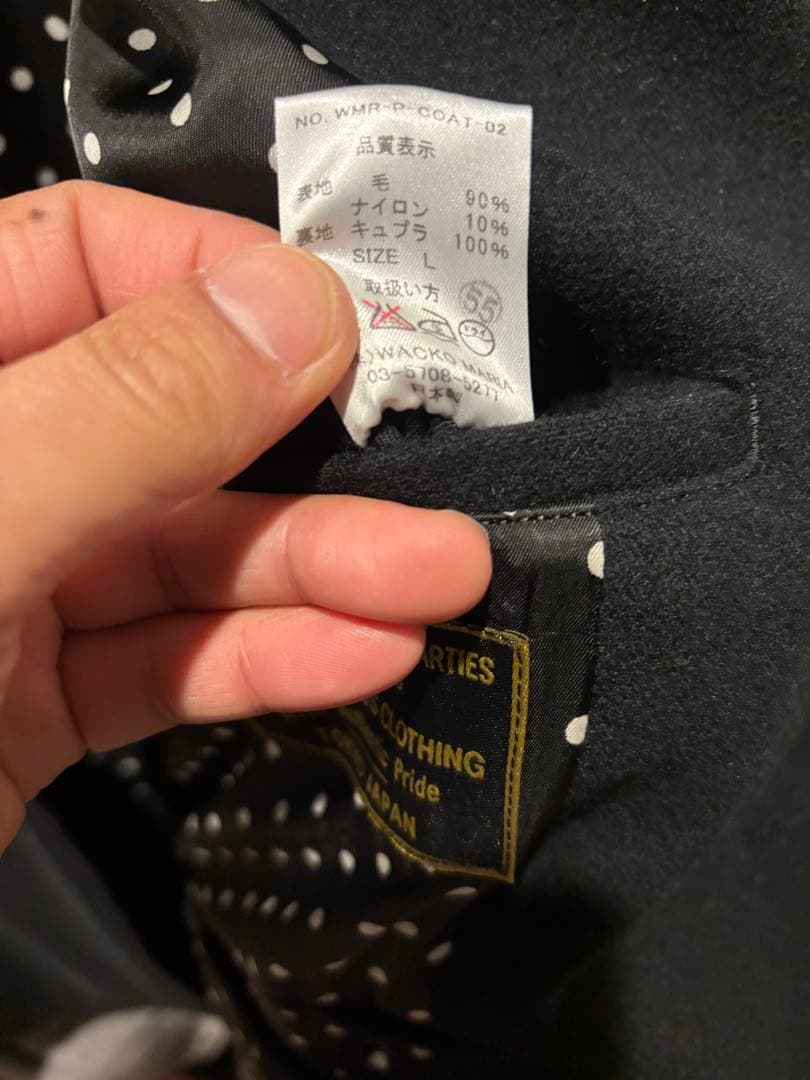 NO. WMR-P-COAT-02
品質表示
表地 毛 90%
ナイロン 10%
裏地 キュプラ 100%
SIZE L
取扱い方
55
ドライ
WACKO MARIA
03-5708-5277
日本製
ARTIES
CLOTHING
Pride
JAPAN